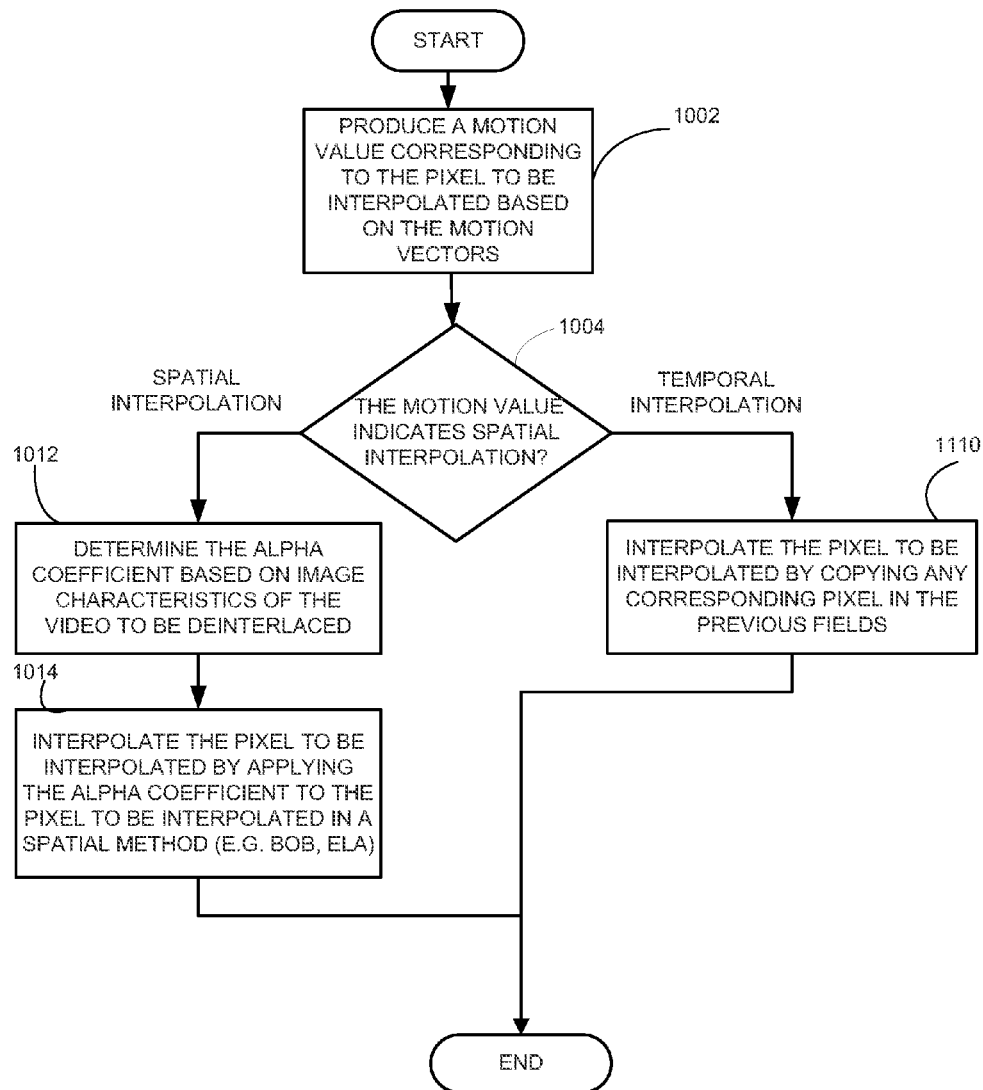 START
PRODUCE A MOTION
VALUE CORRESPONDING
TO THE PIXEL TO BE
INTERPOLATED BASED
ON THE MOTION
VECTORS
1002
1004
THE MOTION VALUE
INDICATES SPATIAL
INTERPOLATION?
SPATIAL
INTERPOLATION
TEMPORAL
INTERPOLATION
1012
DETERMINE THE ALPHA
COEFFICIENT BASED ON IMAGE
CHARACTERISTICS OF THE
VIDEO TO BE DEINTERLACED
1110
INTERPOLATE THE PIXEL TO BE
INTERPOLATED BY COPYING ANY
CORRESPONDING PIXEL IN THE
PREVIOUS FIELDS
1014
INTERPOLATE THE PIXEL TO BE
INTERPOLATED BY APPLYING
THE ALPHA COEFFICIENT TO THE
PIXEL TO BE INTERPOLATED IN A
SPATIAL METHOD (E.G. BOB, ELA)
END